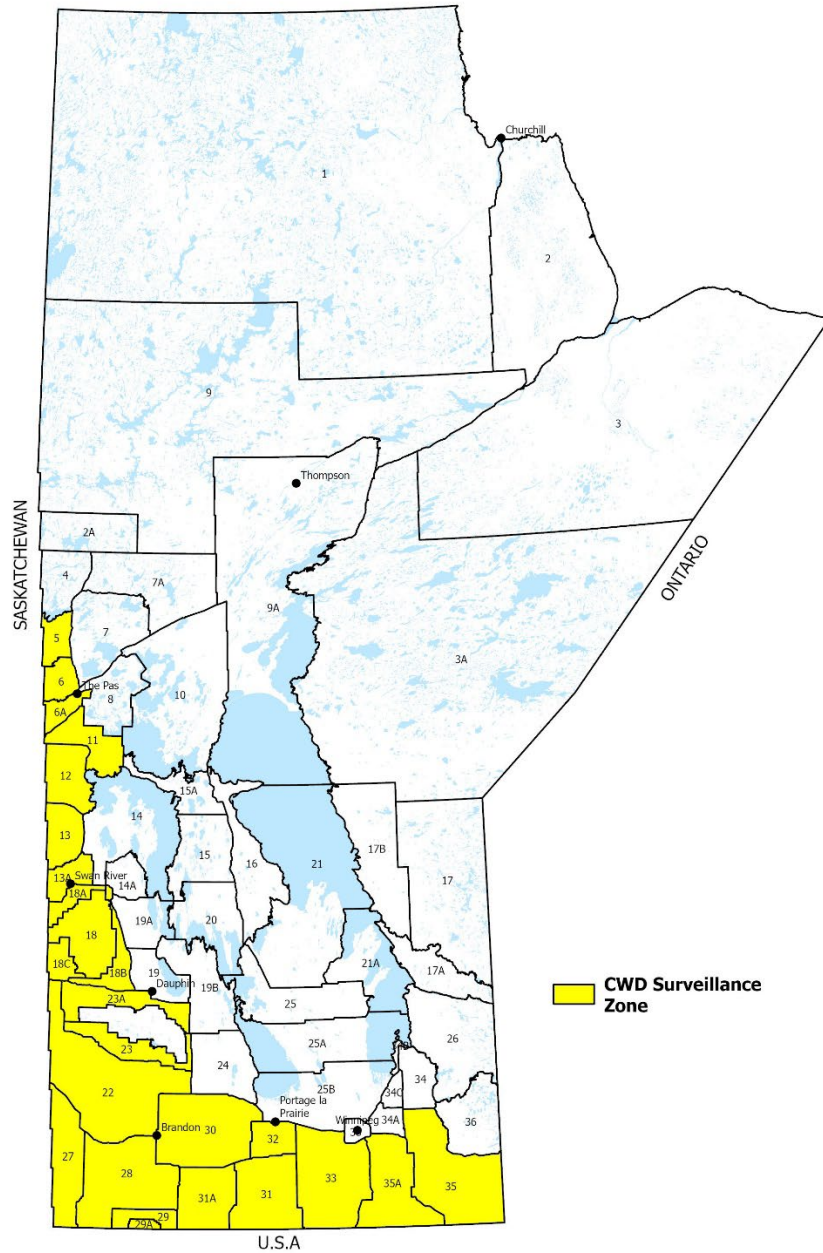 Churchill
1
2
9
3
Thompson
SASKATCHEWAN
ONTARIO
2A
4
7A
5
7
9A
3A
6
The Pas
8
10
6A
11
12
15A
14
13
15
16
21
17B
17
13A
Swan River
14A
18A
18
19A
20
21A
17A
18C
18B
19
19B
Dauphin
23A
25
26
23
25A
24
34
22
25B
34C
Portage la
Prairie
30
Winnipeg
34A
36
Brandon
32
27
28
33
35A
35
31A
31
29
29A
U.S.A
CWD Surveillance
Zone